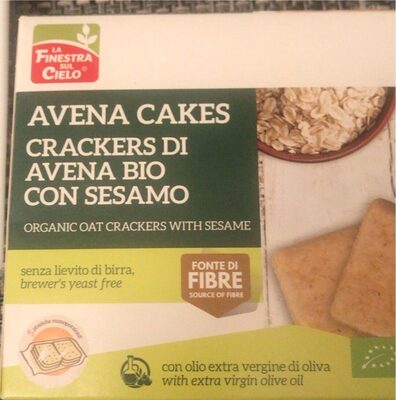 LA
FINESTRA
SUL
CIELO®
AVENA CAKES
CRACKERS DI
AVENA BIO
CON SESAMO
ORGANIC OAT CRACKERS WITH SESAME
senza lievito di birra,
brewer's yeast free
FONTE DI
FIBRE
SOURCE OF FIBRE
con olio extra vergine di oliva
with extra virgin olive oil